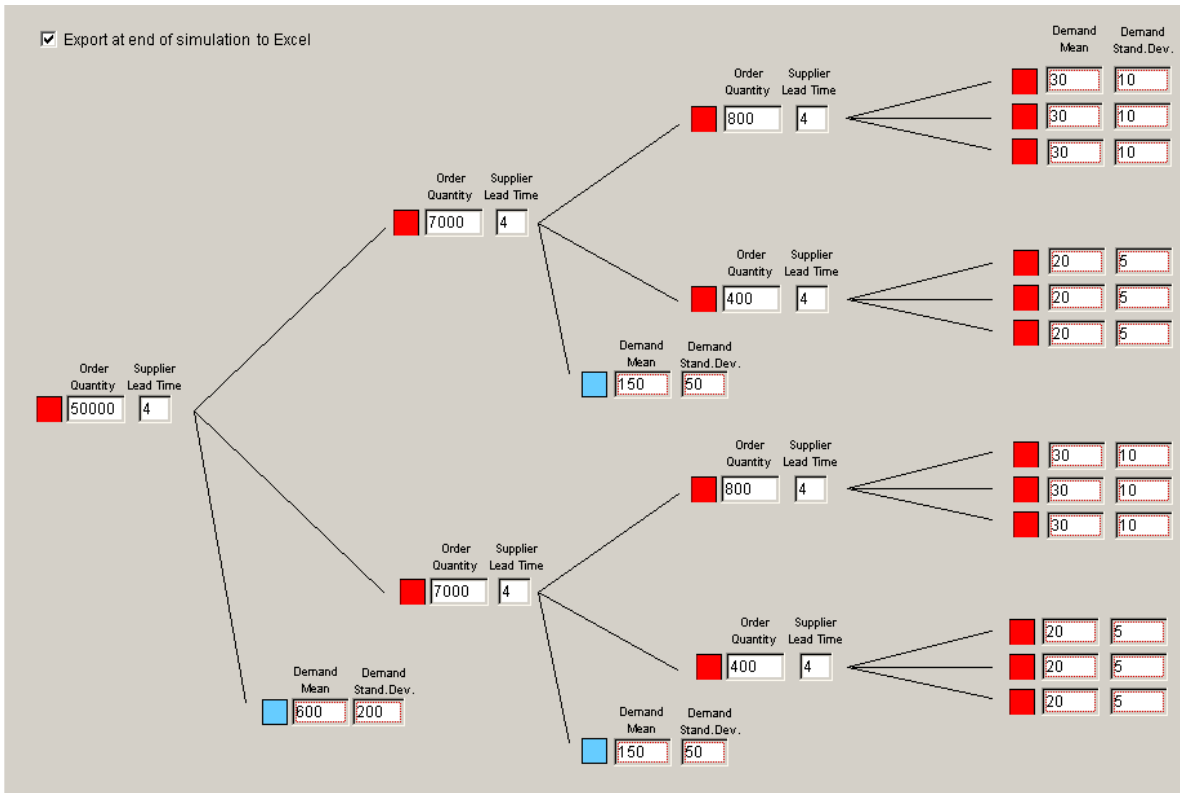 Export at end of simulation to Excel
Demand Mean Demand Stand.Dev.
30 10
30 10
30 10
Order Quantity Supplier Lead Time
800 4
Order Quantity Supplier Lead Time
7000 4
Order Quantity Supplier Lead Time
400 4
20 5
20 5
20 5
Demand Mean Demand Stand.Dev.
150 50
Order Quantity Supplier Lead Time
50000 4
Order Quantity Supplier Lead Time
800 4
30 10
30 10
30 10
Order Quantity Supplier Lead Time
7000 4
Order Quantity Supplier Lead Time
400 4
20 5
20 5
20 5
Demand Mean Demand Stand.Dev.
600 200
Demand Mean Demand Stand.Dev.
150 50